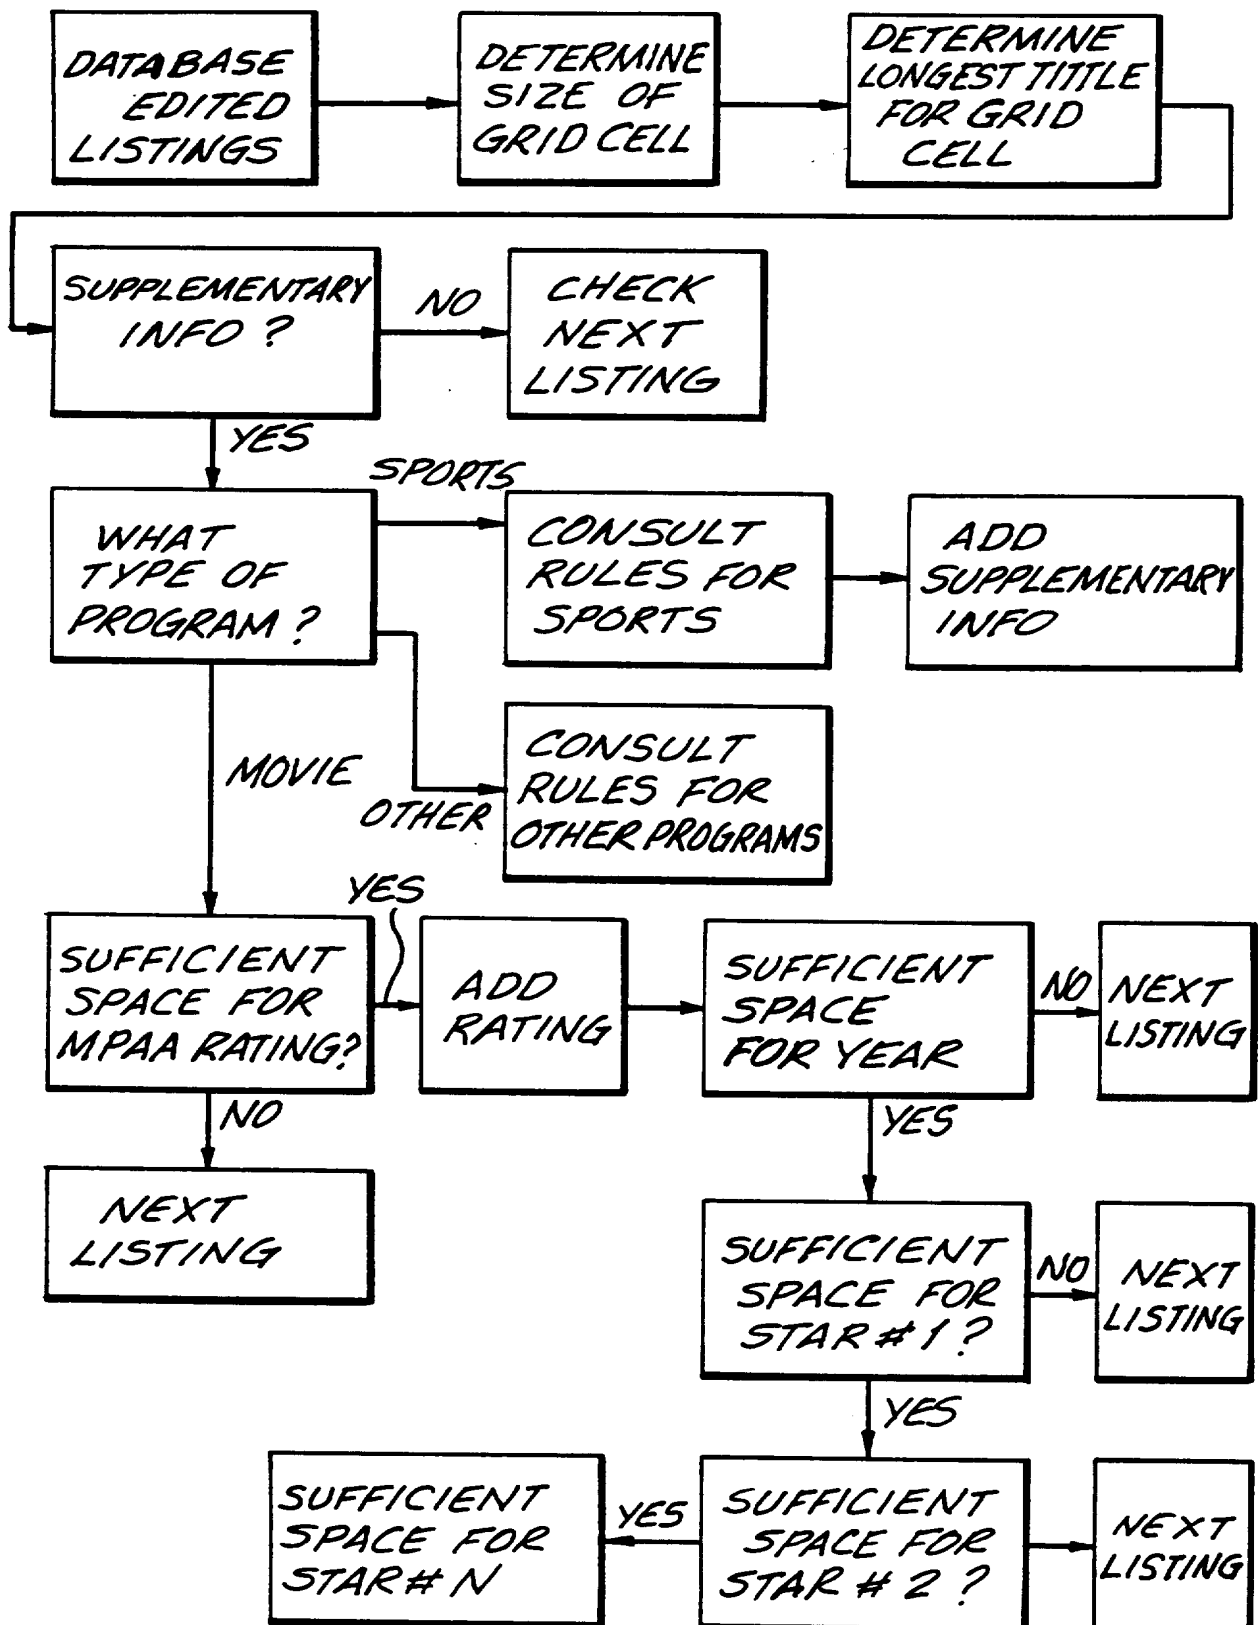 DATABASE
EDITED
LISTINGS
DETERMINE
SIZE OF
GRID CELL
DETERMINE
LONGEST TITTLE
FOR GRID
CELL
SUPPLEMENTARY
INFO?
NO
CHECK
NEXT
LISTING
YES
WHAT
TYPE OF
PROGRAM?
SPORTS
CONSULT
RULES FOR
SPORTS
ADD
SUPPLEMENTARY
INFO
OTHER
CONSULT
RULES FOR
OTHER PROGRAMS
MOVIE
SUFFICIENT
SPACE FOR
MPAA RATING?
YES
ADD
RATING
SUFFICIENT
SPACE
FOR YEAR
NO
NEXT
LISTING
NO
NEXT
LISTING
YES
SUFFICIENT
SPACE FOR
STAR #1?
NO
NEXT
LISTING
YES
SUFFICIENT
SPACE FOR
STAR #2?
NEXT
LISTING
YES
SUFFICIENT
SPACE FOR
STAR # N